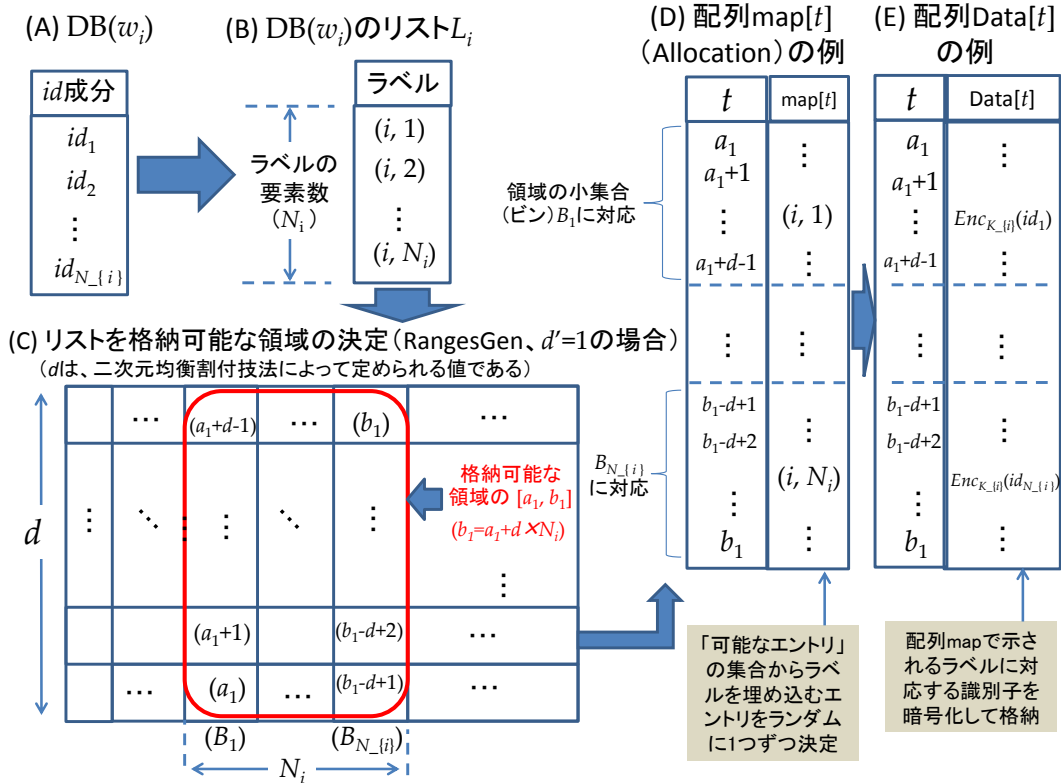 (A) DB(wi)
id成分
id1
id2
⋮
idN_{i}
(B) DB(wi)のリストLi
ラベル
(i, 1)
(i, 2)
⋮
(i, Ni)
ラベルの
要素数
(Ni)
(C) リストを格納可能な領域の決定(RangesGen、d'=1の場合)
(dは、二次元均衡割付技法によって定められる値である)
… (a1+d-1) … (b1) …
⋮ ⋱ ⋮ ⋮ ⋱ ⋮
d
格納可能な
領域の [a1, b1]
(b1=a1+d×Ni)
⋮
(a1+1) (b1-d+2) …
… (a1) … (b1-d+1) …
(B1) (BN_{i})
Ni
(D) 配列map[t]
(Allocation)の例
t map[t]
a1 ⋮
a1+1
⋮ (i, 1)
a1+d-1 ⋮
⋮ ⋮
b1-d+1 ⋮
b1-d+2
⋮ (i, Ni)
b1 ⋮
領域の小集合
(ビン)B1に対応
BN_{i}
に対応
「可能なエントリ」
の集合からラベ
ルを埋め込むエ
ントリをランダム
に1つずつ決定
(E) 配列Data[t]
の例
t Data[t]
a1 ⋮
a1+1
⋮ EncK_{i}(id1)
a1+d-1 ⋮
⋮ ⋮
b1-d+1 ⋮
b1-d+2
⋮ EncK_{i}(idN_{i})
b1 ⋮
配列mapで示さ
れるラベルに対
応する識別子を
暗号化して格納